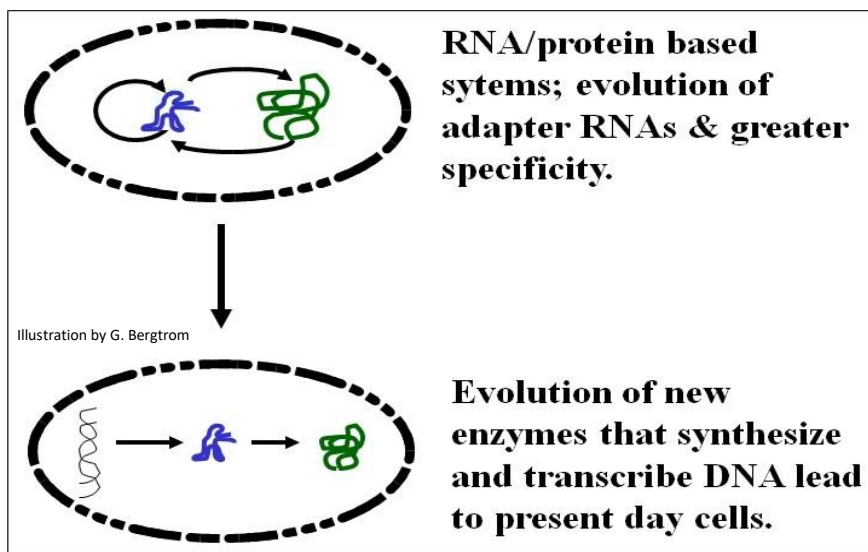 RNA/protein based
sytems; evolution of
adapter RNAs & greater
specificity.
Illustration by G. Bergtrom
Evolution of new
enzymes that synthesize
and transcribe DNA lead
to present day cells.